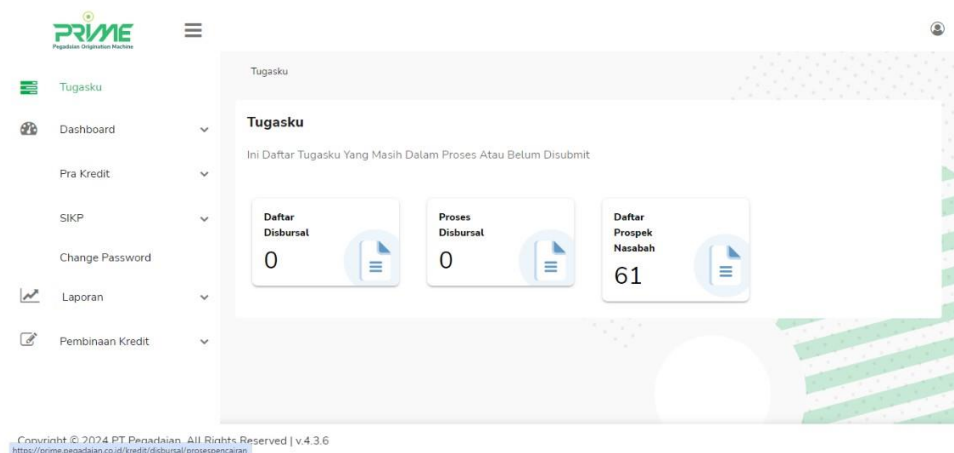 PRIME
Pegadaian Origination Machine
Tugasku
Dashboard
Pra Kredit
SIKP
Change Password
Laporan
Pembinaan Kredit
Tugasku
Tugasku
Ini Daftar Tugasku Yang Masih Dalam Proses Atau Belum Disubmit
Daftar
Disbursal
0
Proses
Disbursal
0
Daftar
Prospek
Nasabah
61
Copyright © 2024 PT Pegadaian. All Rights Reserved | v.4.3.6
https://prime.pegadaian.co.id/kredit/disbursal/prosespencairan